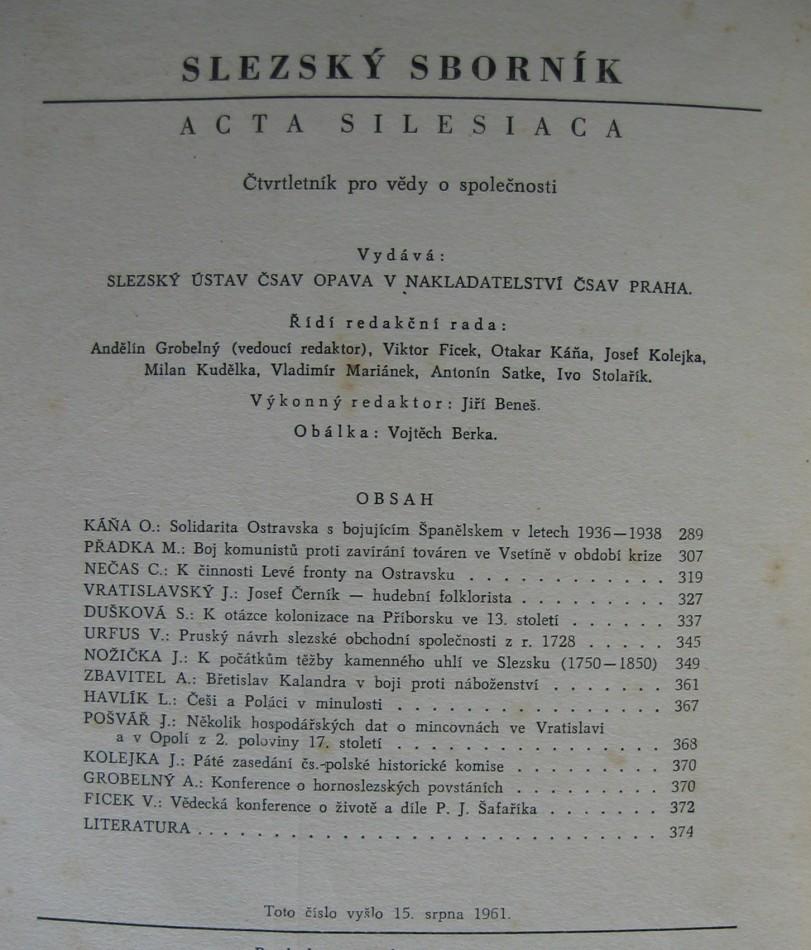 SLEZSKÝ SBORNÍK
ACTA SILESIACA
Čtvrtletník pro vědy o společnosti
Vydává:
SLEZSKÝ ÚSTAV ČSAV OPAVA V NAKLADATELSTVÍ ČSAV PRAHA.
Řídí redakční rada:
Andělín Grobelný (vedoucí redaktor), Viktor Ficek, Otakar Káňa, Josef Kolejka,
Milan Kudělka, Vladimír Mariánek, Antonín Satke, Ivo Stolařík.
Výkonný redaktor: Jiří Beneš.
Obálka: Vojtěch Berka.
OBSAH
KÁŇA O.: Solidarita Ostravska s bojujícím Španělskem v letech 1936—1938 289
PŘADKA M.: Boj komunistů proti zavírání továren ve Vsetíně v období krize 307
NEČAS C.: K činnosti Levé fronty na Ostravsku . . . . . . . . . . . . 319
VRATISLAVSKÝ J.: Josef Černík — hudební folklorista . . . . . . . . . 327
DUŠKOVÁ S.: K otázce kolonizace na Příborsku ve 13. století . . . . . . 337
URFUS V.: Pruský návrh slezské obchodní společnosti z r. 1728 . . . . . 345
NOŽIČKA J.: K počátkům těžby kamenného uhlí ve Slezsku (1750—1850) 349
ZBAVITEL A.: Břetislav Kalandra v boji proti náboženství . . . . . . . 361
HAVLÍK L.: Češi a Poláci v minulosti . . . . . . . . . . . . . . . . 367
POŠVÁŘ J.: Několik hospodářských dat o mincovnách ve Vratislavi
a v Opolí z 2. poloviny 17. století . . . . . . . . . . . . . . . . 368
KOLEJKA J.: Páté zasedání čs.-polské historické komise . . . . . . . . . 370
GROBELNÝ A.: Konference o hornoslezských povstáních . . . . . . . . . 370
FICEK V.: Vědecká konference o životě a díle P. J. Šafaříka . . . . . . . 372
LITERATURA . . . . . . . . . . . . . . . . . . . . . . . . . . . 374
Toto číslo vyšlo 15. srpna 1961.